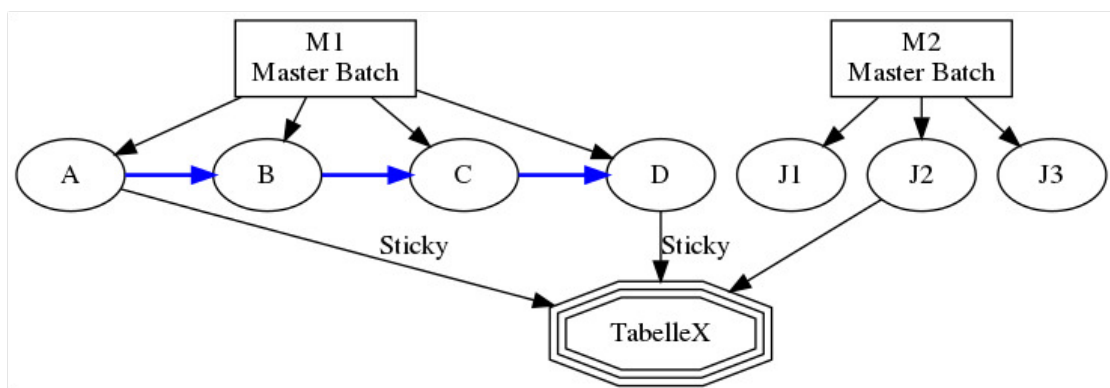 M1
Master Batch
M2
Master Batch
A
B
C
D
J1
J2
J3
Sticky
Sticky
TabelleX